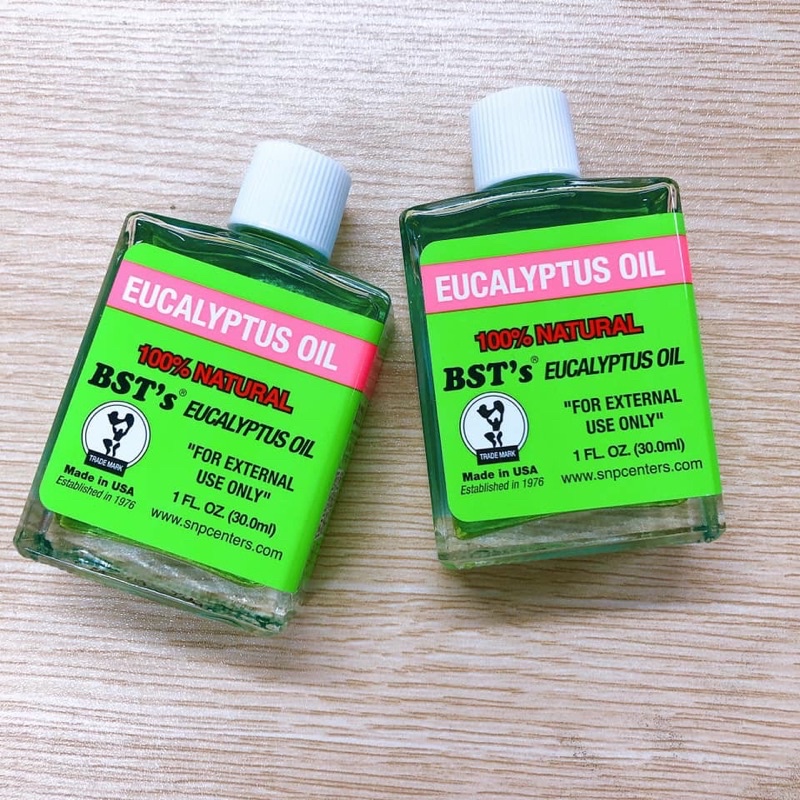 EUCALYPTUS OIL
100% NATURAL
BST's® EUCALYPTUS OIL
"FOR EXTERNAL
USE ONLY"
TRADE MARK
Made in USA
Established in 1976
1 FL. OZ. (30.0ml)
www.snpcenters.com
EUCALYPTUS OIL
100% NATURAL
BST's® EUCALYPTUS OIL
"FOR EXTERNAL
USE ONLY"
TRADE MARK
Made in USA
Established in 1976
1 FL. OZ. (30.0ml)
www.snpcenters.com